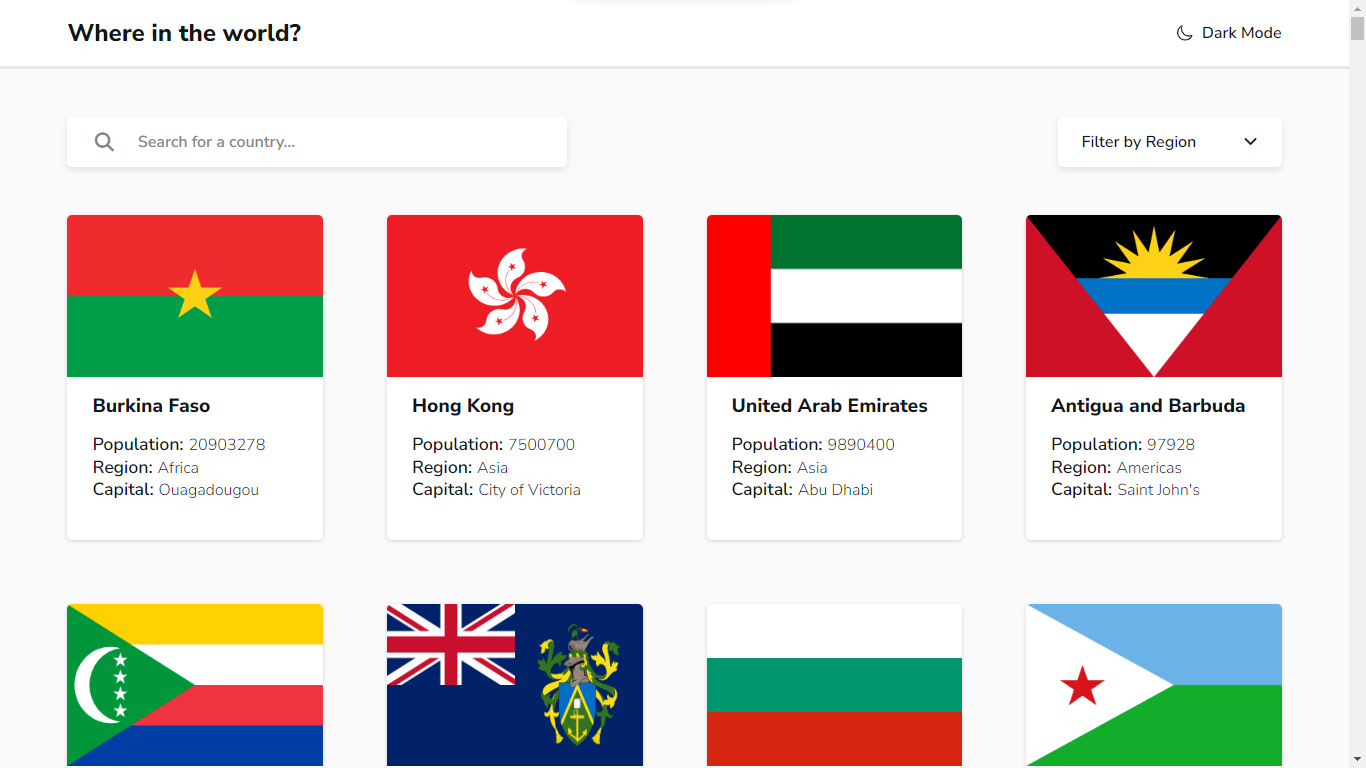 Where in the world?
Dark Mode
Search for a country...
Filter by Region
Burkina Faso
Population: 20903278
Region: Africa
Capital: Ouagadougou
Hong Kong
Population: 7500700
Region: Asia
Capital: City of Victoria
United Arab Emirates
Population: 9890400
Region: Asia
Capital: Abu Dhabi
Antigua and Barbuda
Population: 97928
Region: Americas
Capital: Saint John's